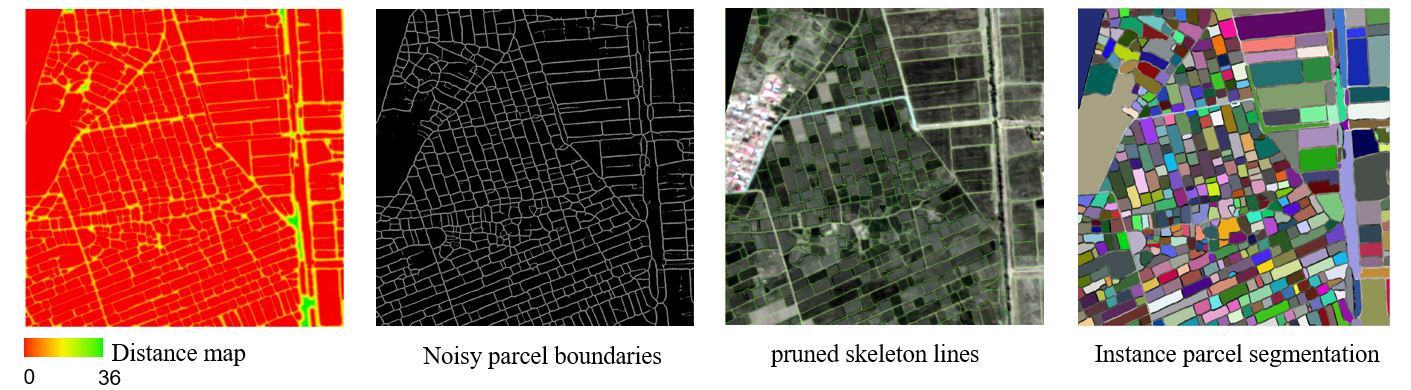 Distance map
0 36
Noisy parcel boundaries
pruned skeleton lines
Instance parcel segmentation